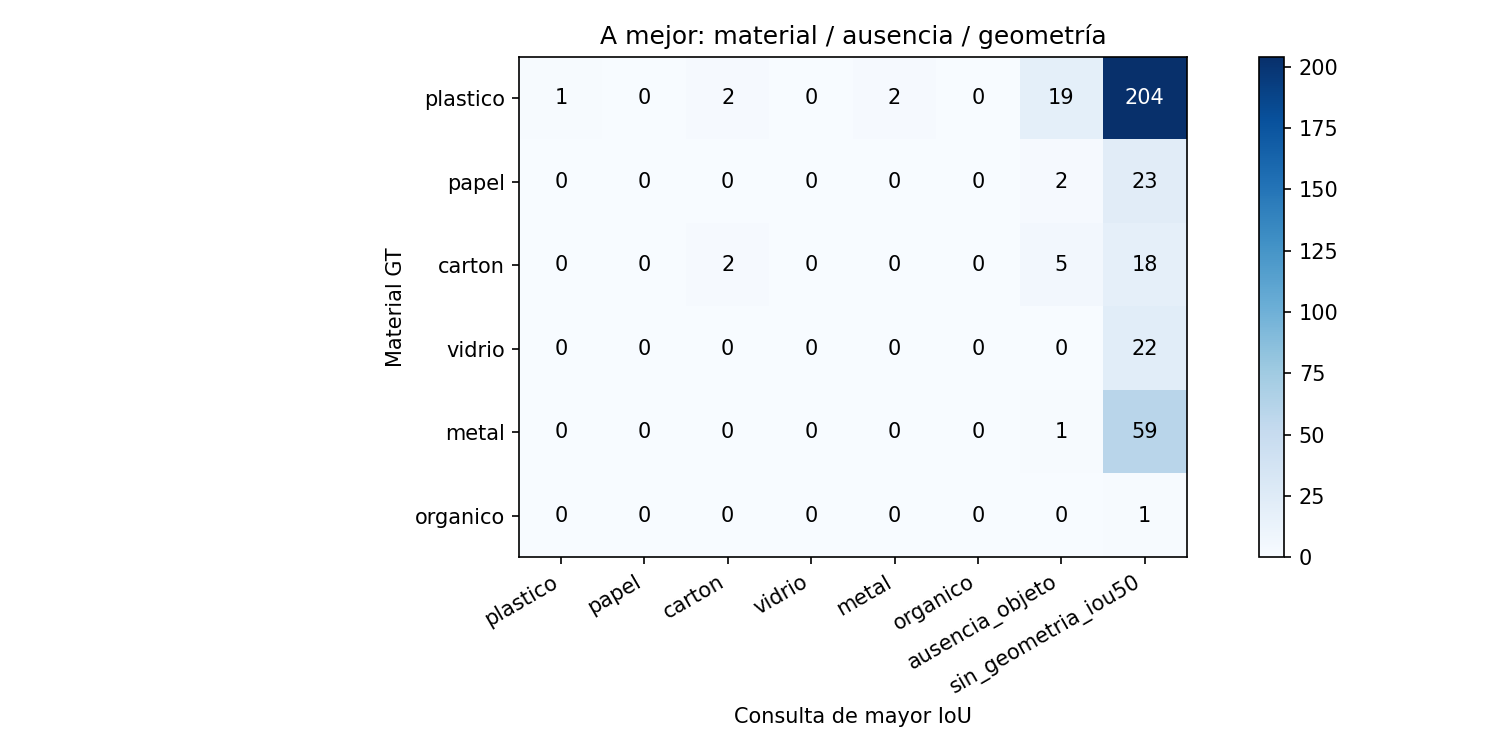 A mejor: material / ausencia / geometría
plastico 1 0 2 0 2 0 19 204
papel 0 0 0 0 0 0 2 23
carton 0 0 2 0 0 0 5 18
vidrio 0 0 0 0 0 0 0 22
metal 0 0 0 0 0 0 1 59
organico 0 0 0 0 0 0 0 1
Material GT
plastico papel carton vidrio metal organico ausencia_objeto sin_geometria_iou50
Consulta de mayor IoU
200
175
150
125
100
75
50
25
0